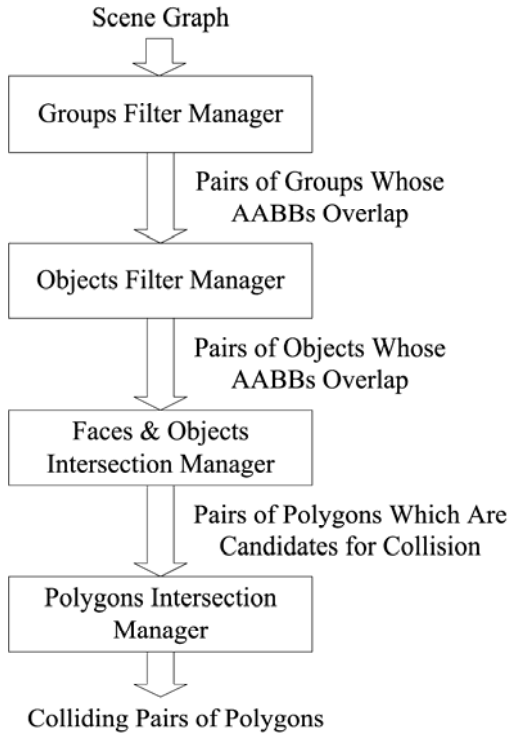 Scene Graph
Groups Filter Manager
Pairs of Groups Whose
AABBs Overlap
Objects Filter Manager
Pairs of Objects Whose
AABBs Overlap
Faces & Objects
Intersection Manager
Pairs of Polygons Which Are
Candidates for Collision
Polygons Intersection
Manager
Colliding Pairs of Polygons